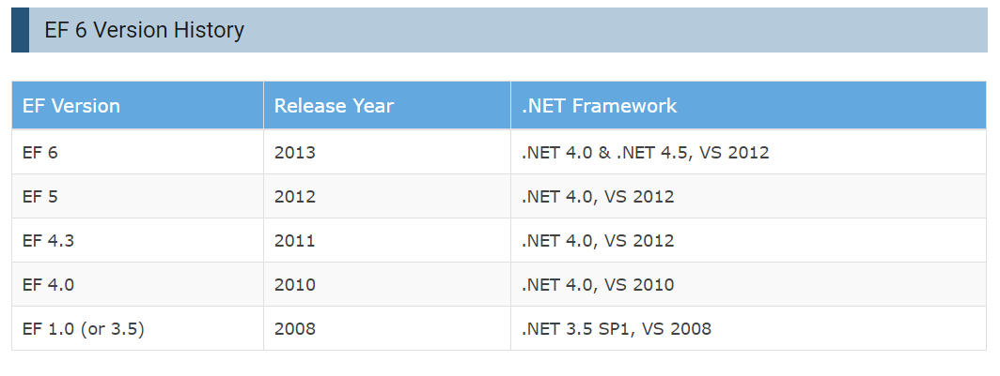 EF 6 Version History
EF Version Release Year .NET Framework
EF 6 2013 .NET 4.0 & .NET 4.5, VS 2012
EF 5 2012 .NET 4.0, VS 2012
EF 4.3 2011 .NET 4.0, VS 2012
EF 4.0 2010 .NET 4.0, VS 2010
EF 1.0 (or 3.5) 2008 .NET 3.5 SP1, VS 2008